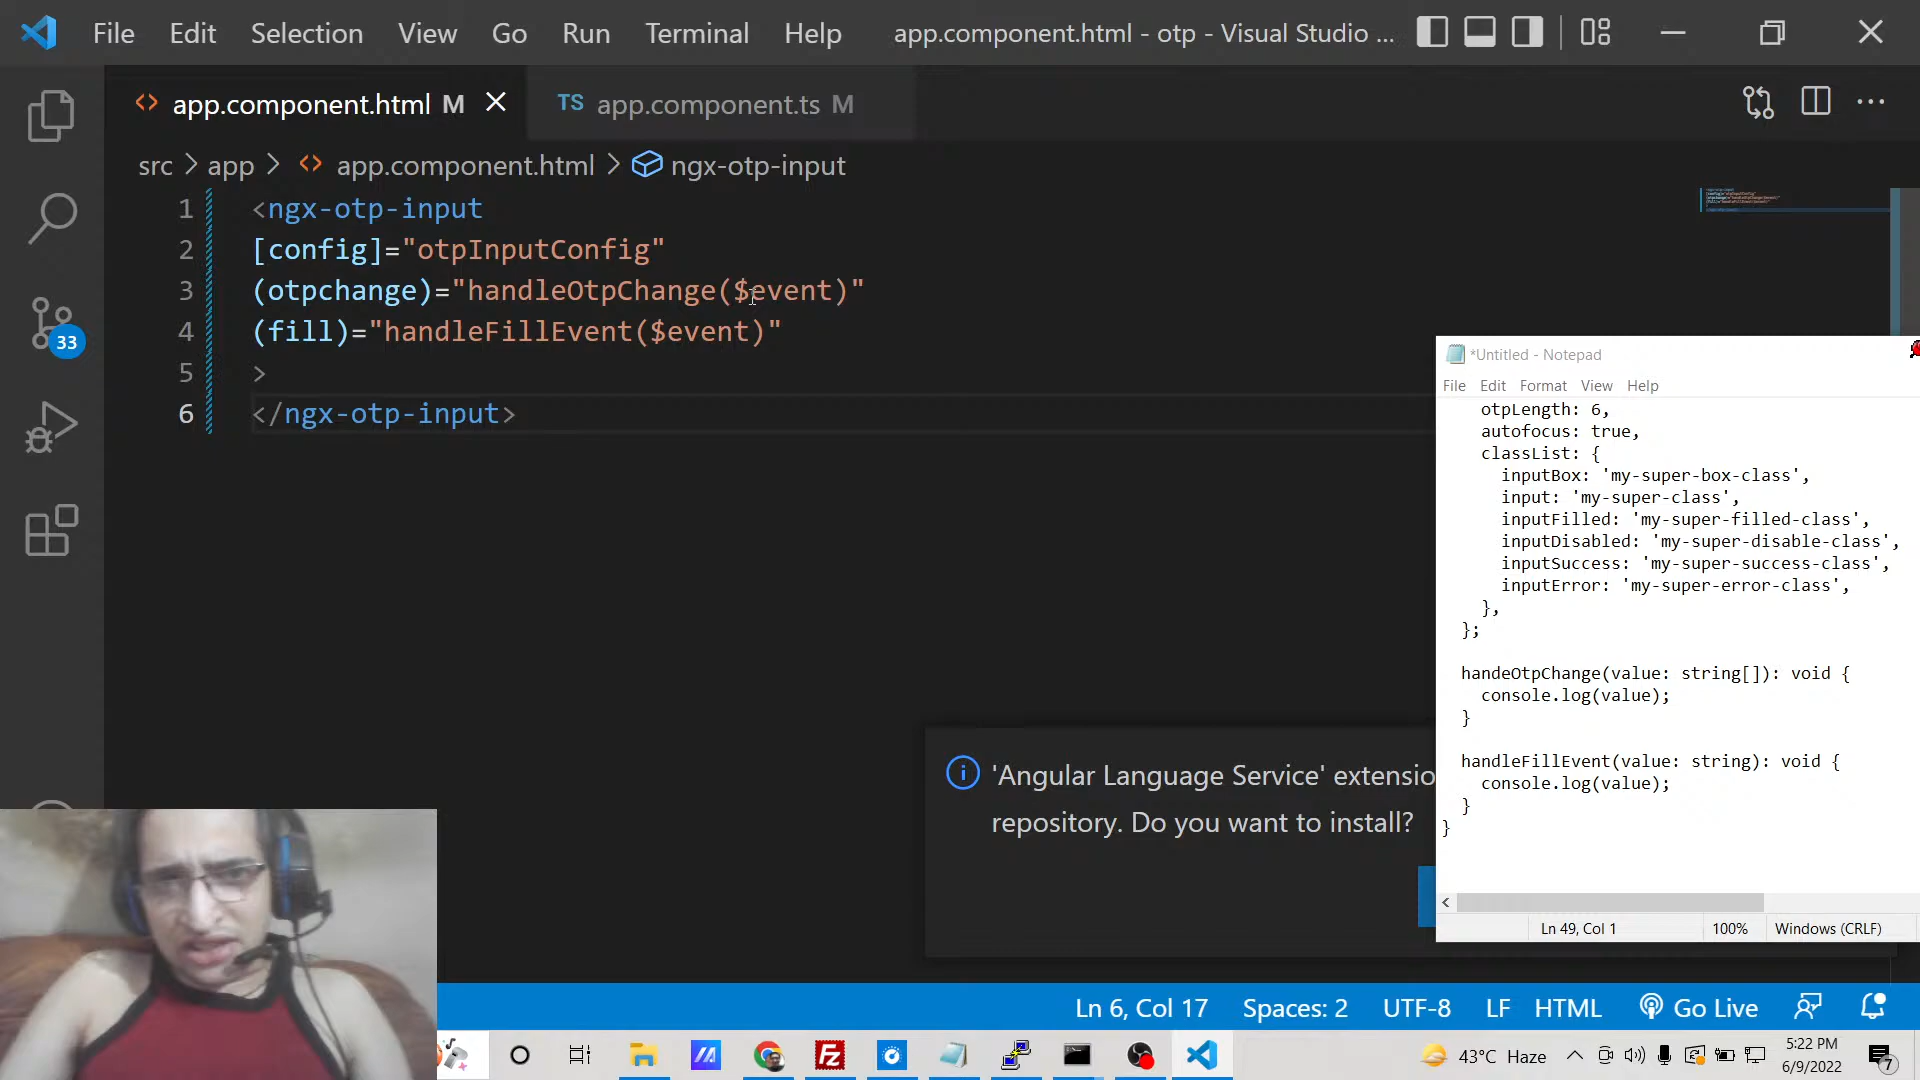 File Edit Selection View Go Run Terminal Help app.component.html - otp - Visual Studio ...
app.component.html M TS app.component.ts M
src > app > app.component.html > ngx-otp-input
1 <ngx-otp-input
2 [config]="otpInputConfig"
3 (otpchange)="handleOtpChange($event)"
4 (fill)="handleFillEvent($event)"
5 >
6 </ngx-otp-input>
33
*Untitled - Notepad
File Edit Format View Help
otpLength: 6,
autofocus: true,
classList: {
inputBox: 'my-super-box-class',
input: 'my-super-class',
inputFilled: 'my-super-filled-class',
inputDisabled: 'my-super-disable-class',
inputSuccess: 'my-super-success-class',
inputError: 'my-super-error-class',
},
};
handeOtpChange(value: string[]): void {
console.log(value);
}
handleFillEvent(value: string): void {
console.log(value);
}
}
Ln 49, Col 1 100% Windows (CRLF)
'Angular Language Service' extensio
repository. Do you want to install?
Ln 6, Col 17 Spaces: 2 UTF-8 LF HTML Go Live
43°C Haze 5:22 PM
6/9/2022
7